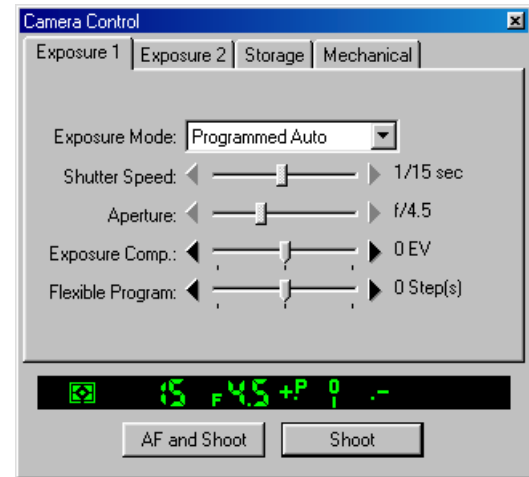 Camera Control
Exposure 1 Exposure 2 Storage Mechanical
Exposure Mode: Programmed Auto
Shutter Speed: 1/15 sec
Aperture: f/4.5
Exposure Comp.: 0 EV
Flexible Program: 0 Step(s)
15 F4.5 +.P 0 .-
AF and Shoot Shoot